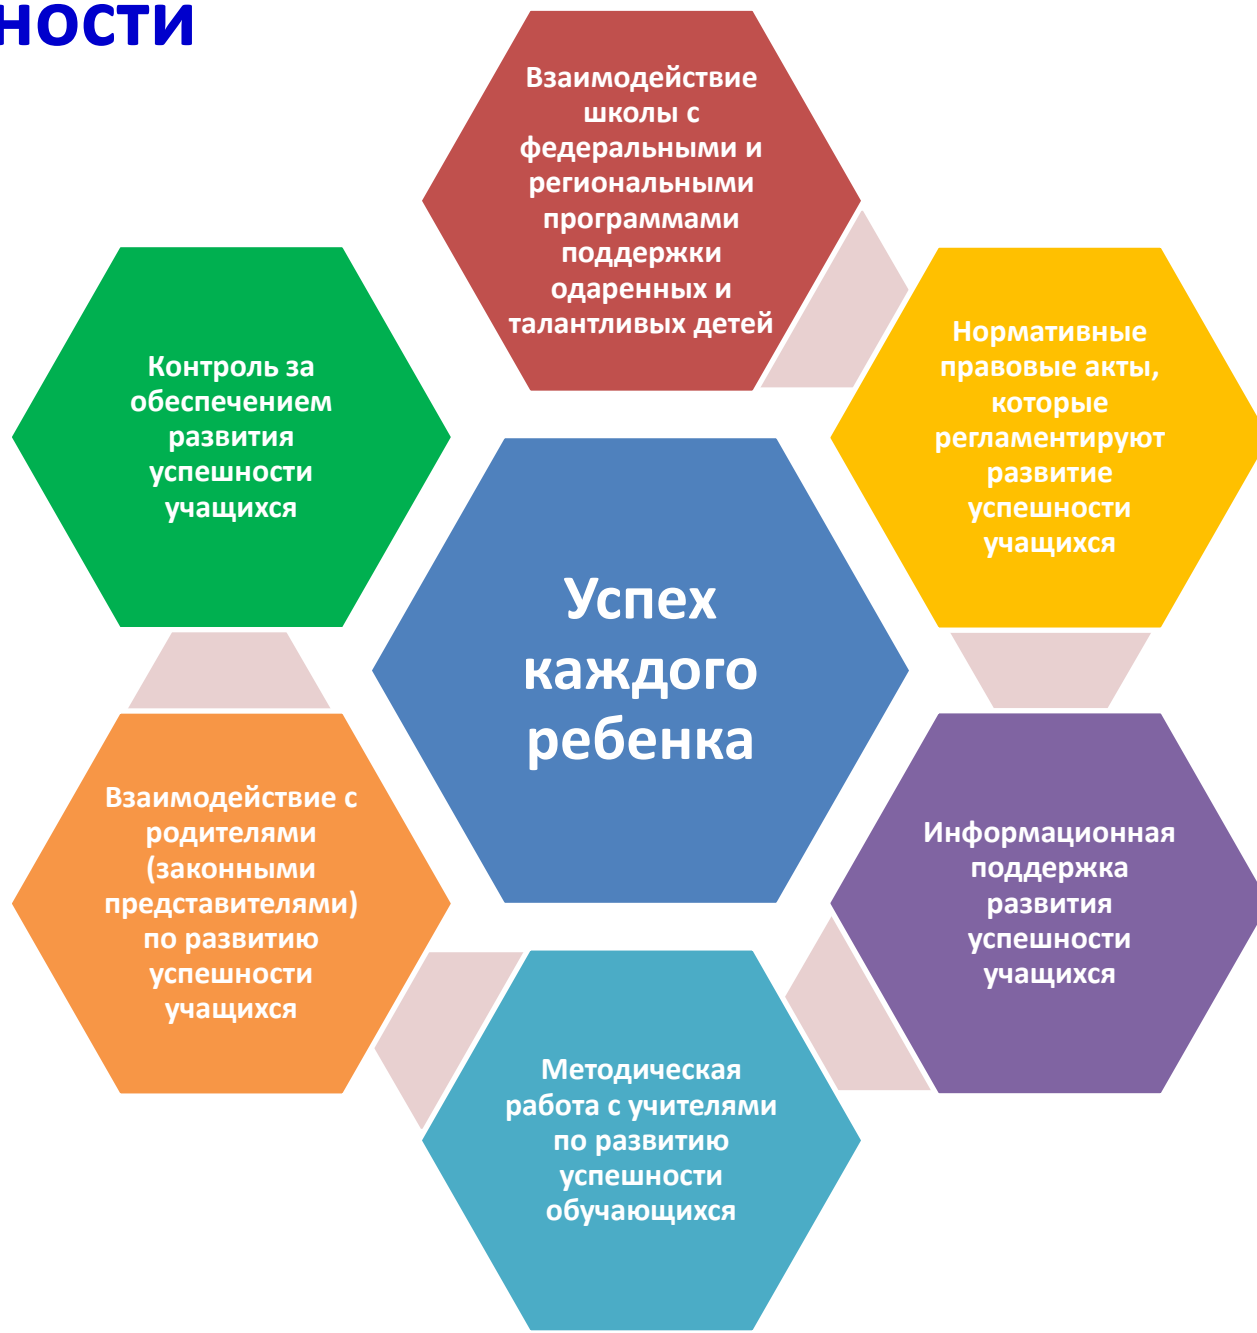 ности
Взаимодействие
школы с
федеральными и
региональными
программами
поддержки
одаренных и
талантливых детей
Контроль за
обеспечением
развития
успешности
учащихся
Нормативные
правовые акты,
которые
регламентируют
развитие
успешности
учащихся
Успех
каждого
ребенка
Взаимодействие с
родителями
(законными
представителями)
по развитию
успешности
учащихся
Информационная
поддержка
развития
успешности
учащихся
Методическая
работа с учителями
по развитию
успешности
обучающихся